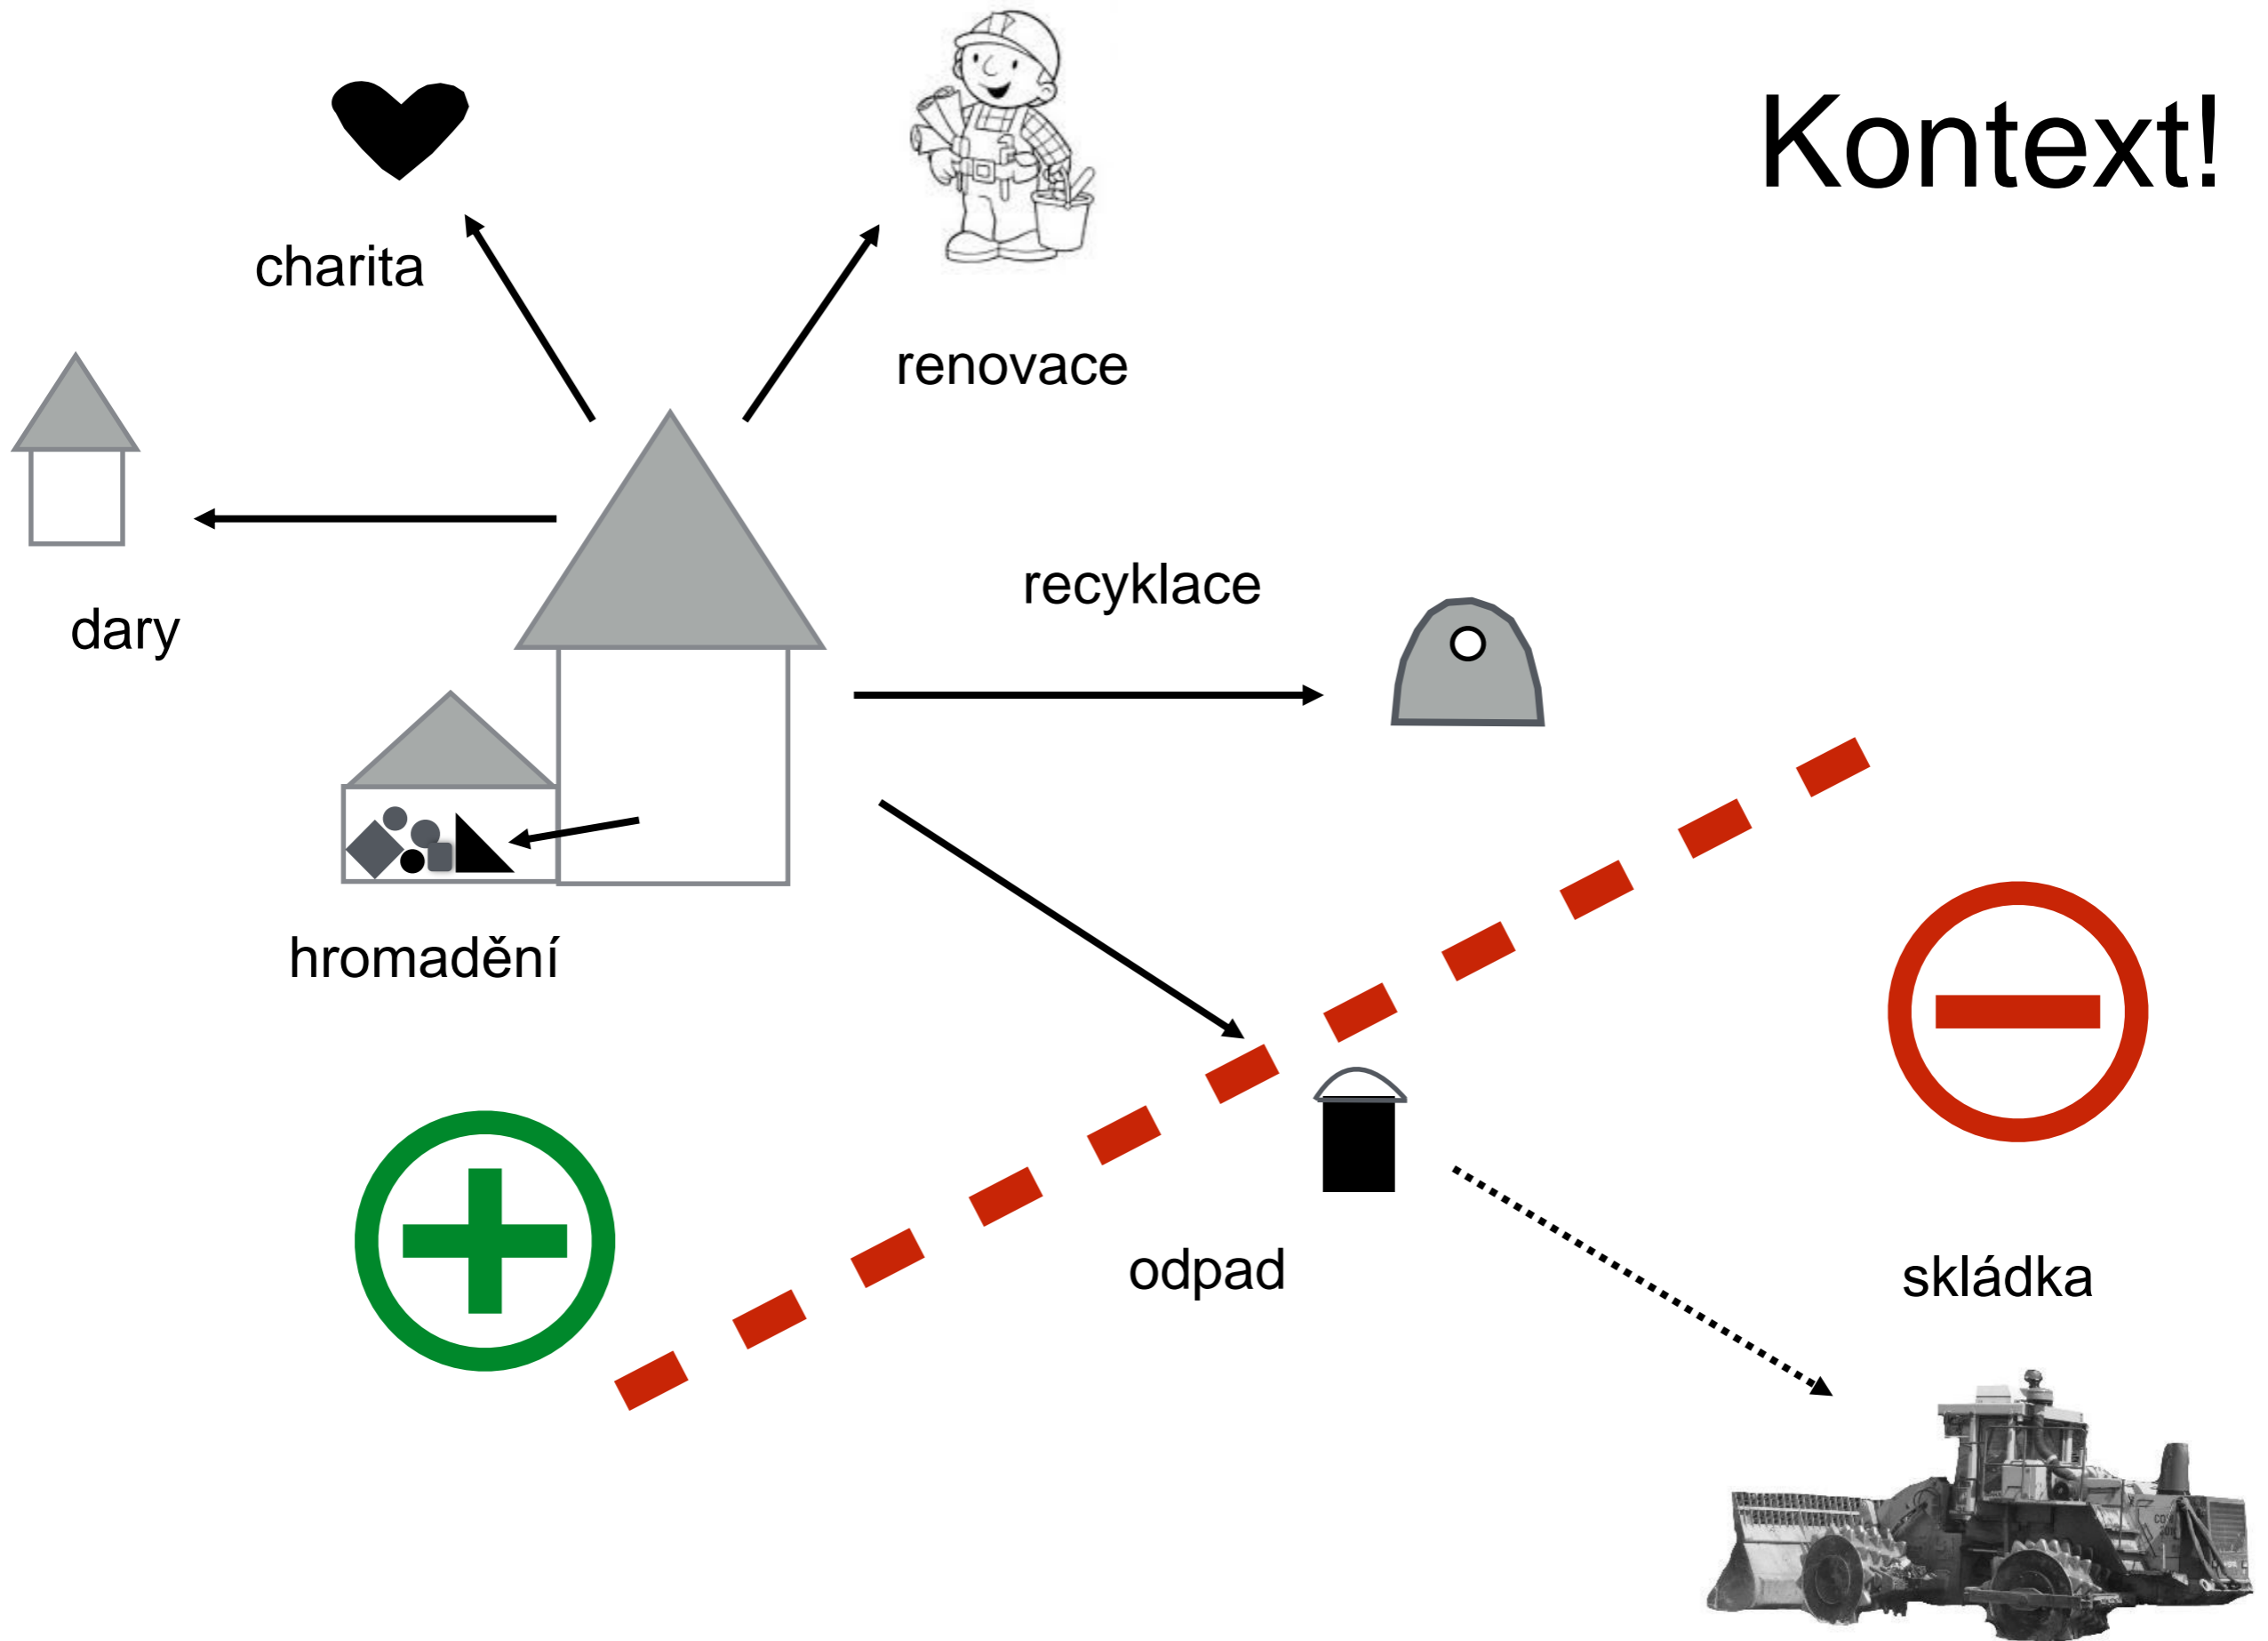 Kontext!
charita
renovace
recyklace
dary
hromadění
odpad
skládka